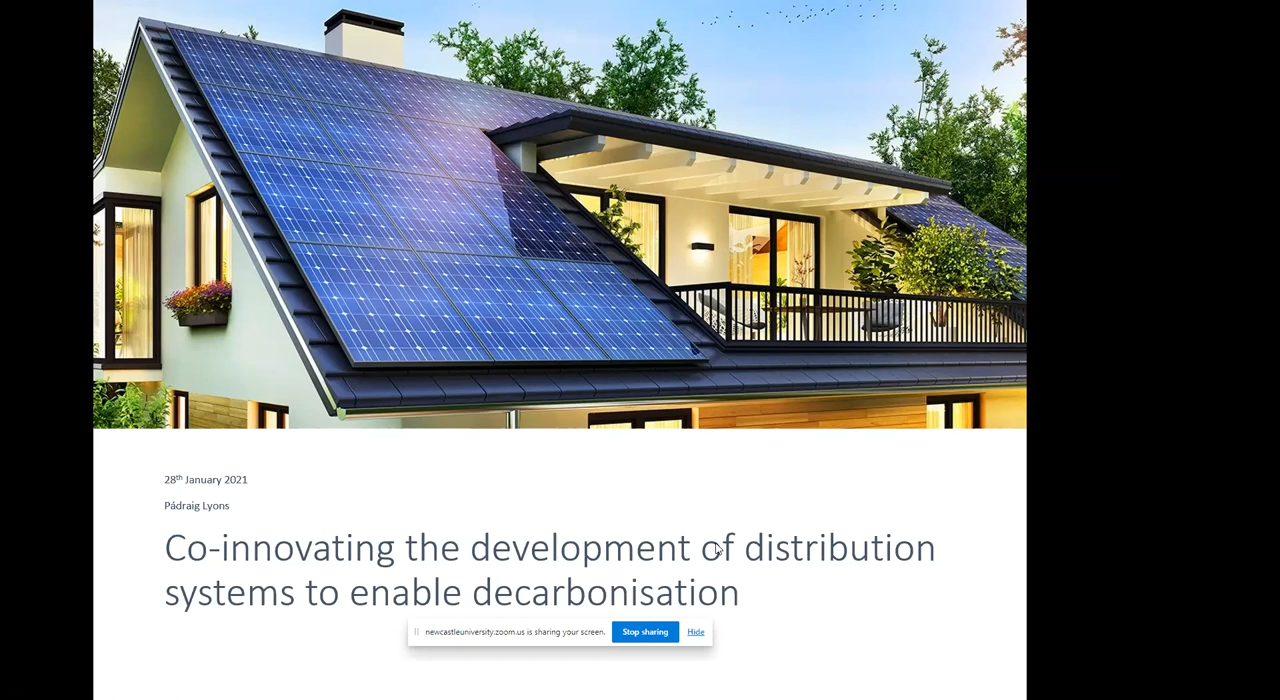 28th January 2021
Pádraig Lyons
Co-innovating the development of distribution
systems to enable decarbonisation
newcastleuniversity.zoom.us is sharing your screen.
Stop sharing
Hide